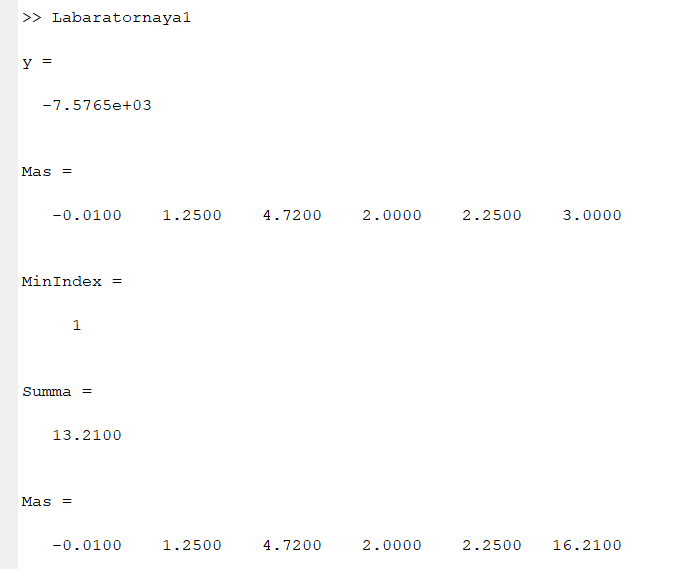 >> Labaratornaya1
y =
-7.5765e+03
Mas =
-0.0100 1.2500 4.7200 2.0000 2.2500 3.0000
MinIndex =
1
Summa =
13.2100
Mas =
-0.0100 1.2500 4.7200 2.0000 2.2500 16.2100